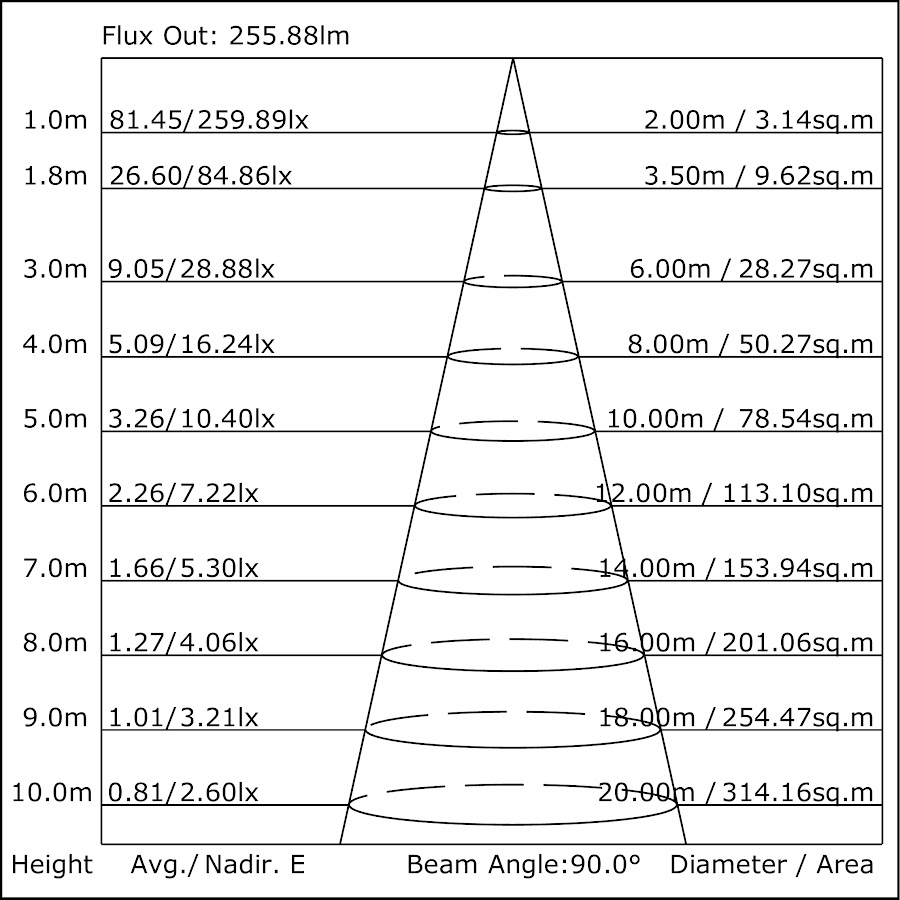 Flux Out: 255.88lm
1.0m 81.45/259.89lx 2.00m / 3.14sq.m
1.8m 26.60/84.86lx 3.50m / 9.62sq.m
3.0m 9.05/28.88lx 6.00m / 28.27sq.m
4.0m 5.09/16.24lx 8.00m / 50.27sq.m
5.0m 3.26/10.40lx 10.00m / 78.54sq.m
6.0m 2.26/7.22lx 12.00m / 113.10sq.m
7.0m 1.66/5.30lx 14.00m / 153.94sq.m
8.0m 1.27/4.06lx 16.00m / 201.06sq.m
9.0m 1.01/3.21lx 18.00m / 254.47sq.m
10.0m 0.81/2.60lx 20.00m / 314.16sq.m
Height Avg./ Nadir. E Beam Angle:90.0° Diameter / Area